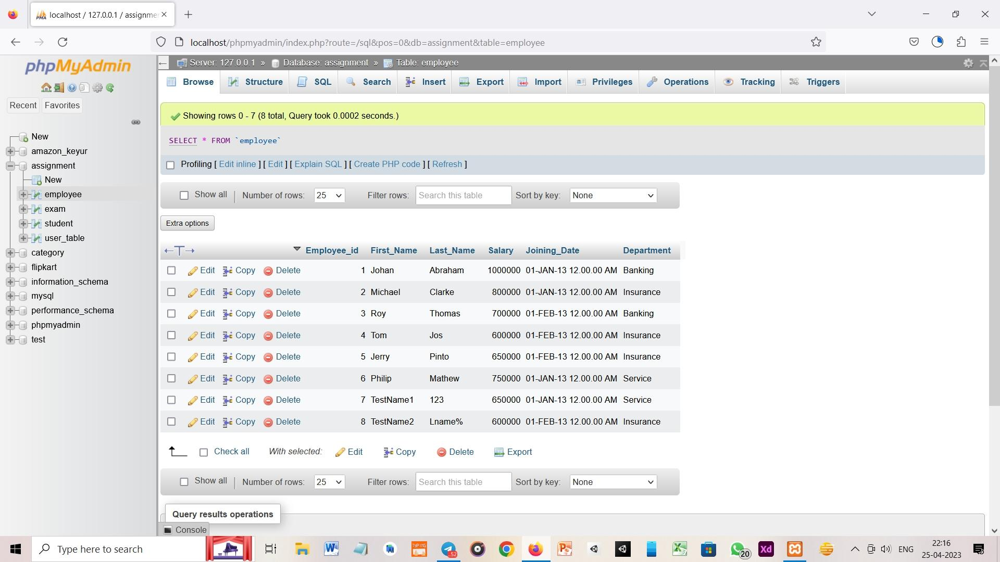 localhost / 127.0.0.1 / assignme
localhost/phpmyadmin/index.php?route=/sql&pos=0&db=assignment&table=employee
phpMyAdmin
Recent Favorites
New
amazon_keyur
assignment
New
employee
exam
student
user_table
category
flipkart
information_schema
mysql
performance_schema
phpmyadmin
test
Server: 127.0.0.1 » Database: assignment » Table: employee
Browse Structure SQL Search Insert Export Import Privileges Operations Tracking Triggers
Showing rows 0 - 7 (8 total, Query took 0.0002 seconds.)
SELECT * FROM `employee`
Profiling [ Edit inline ] [ Edit ] [ Explain SQL ] [ Create PHP code ] [ Refresh ]
Show all | Number of rows: 25 Filter rows: Search this table Sort by key: None
Extra options
Employee_id First_Name Last_Name Salary Joining_Date Department
Edit Copy Delete 1 Johan Abraham 1000000 01-JAN-13 12.00.00 AM Banking
Edit Copy Delete 2 Michael Clarke 800000 01-JAN-13 12.00.00 AM Insurance
Edit Copy Delete 3 Roy Thomas 700000 01-FEB-13 12.00.00 AM Banking
Edit Copy Delete 4 Tom Jos 600000 01-FEB-13 12.00.00 AM Insurance
Edit Copy Delete 5 Jerry Pinto 650000 01-FEB-13 12.00.00 AM Insurance
Edit Copy Delete 6 Philip Mathew 750000 01-JAN-13 12.00.00 AM Service
Edit Copy Delete 7 TestName1 123 650000 01-JAN-13 12.00.00 AM Service
Edit Copy Delete 8 TestName2 Lname% 600000 01-FEB-13 12.00.00 AM Insurance
Check all With selected: Edit Copy Delete Export
Show all | Number of rows: 25 Filter rows: Search this table Sort by key: None
Query results operations
Console
Type here to search
20
Xd
ENG
22:16
25-04-2023